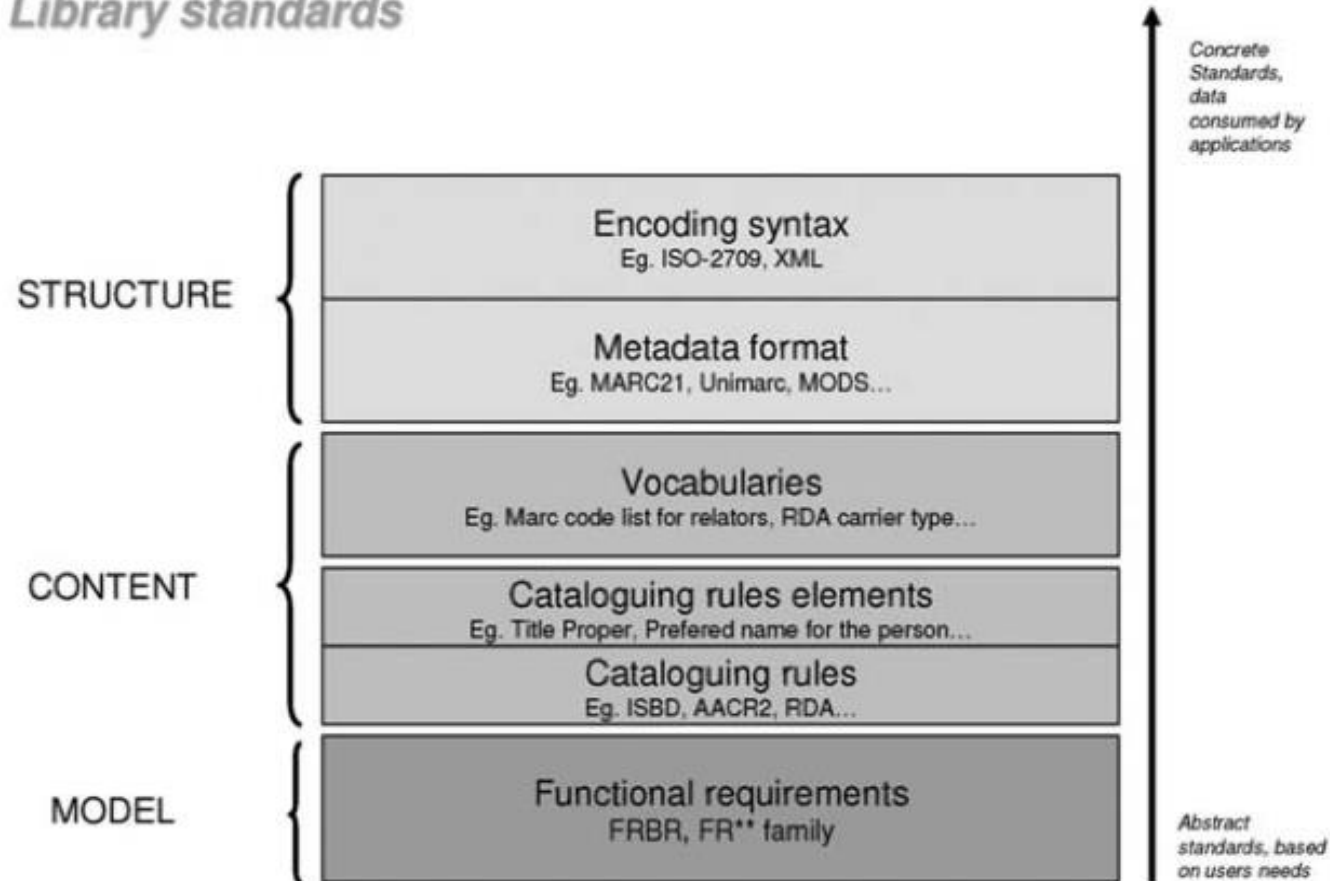 Library standards
Concrete
Standards,
data
consumed by
applications
STRUCTURE
Encoding syntax
Eg. ISO-2709, XML
Metadata format
Eg. MARC21, Unimarc, MODS...
CONTENT
Vocabularies
Eg. Marc code list for relators, RDA carrier type...
Cataloguing rules elements
Eg. Title Proper, Prefered name for the person...
Cataloguing rules
Eg. ISBD, AACR2, RDA...
MODEL
Functional requirements
FRBR, FR** family
Abstract
standards, based
on users needs